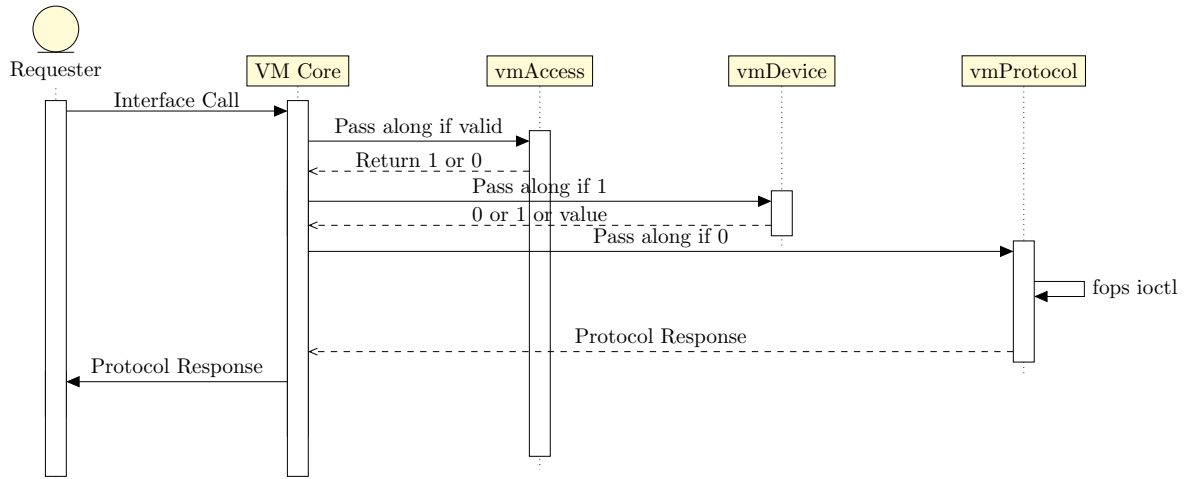 Requester
VM Core
vmAccess
vmDevice
vmProtocol
Interface Call
Pass along if valid
Return 1 or 0
Pass along if 1
0 or 1 or value
Pass along if 0
fops ioctl
Protocol Response
Protocol Response